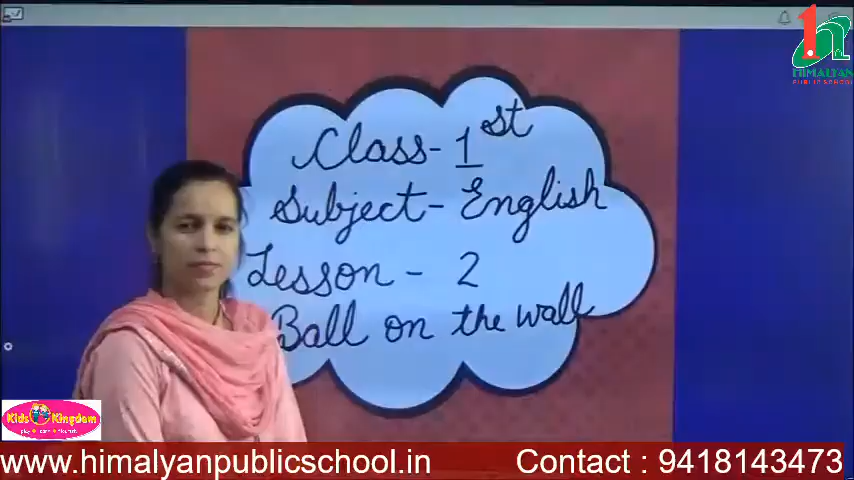 HIMALYAN
PUBLIC SCHOOL
Class - 1st
Subject - English
Lesson - 2
Ball on the wall
Kids Kingdom
www.himalyanpublicschool.in
Contact : 9418143473